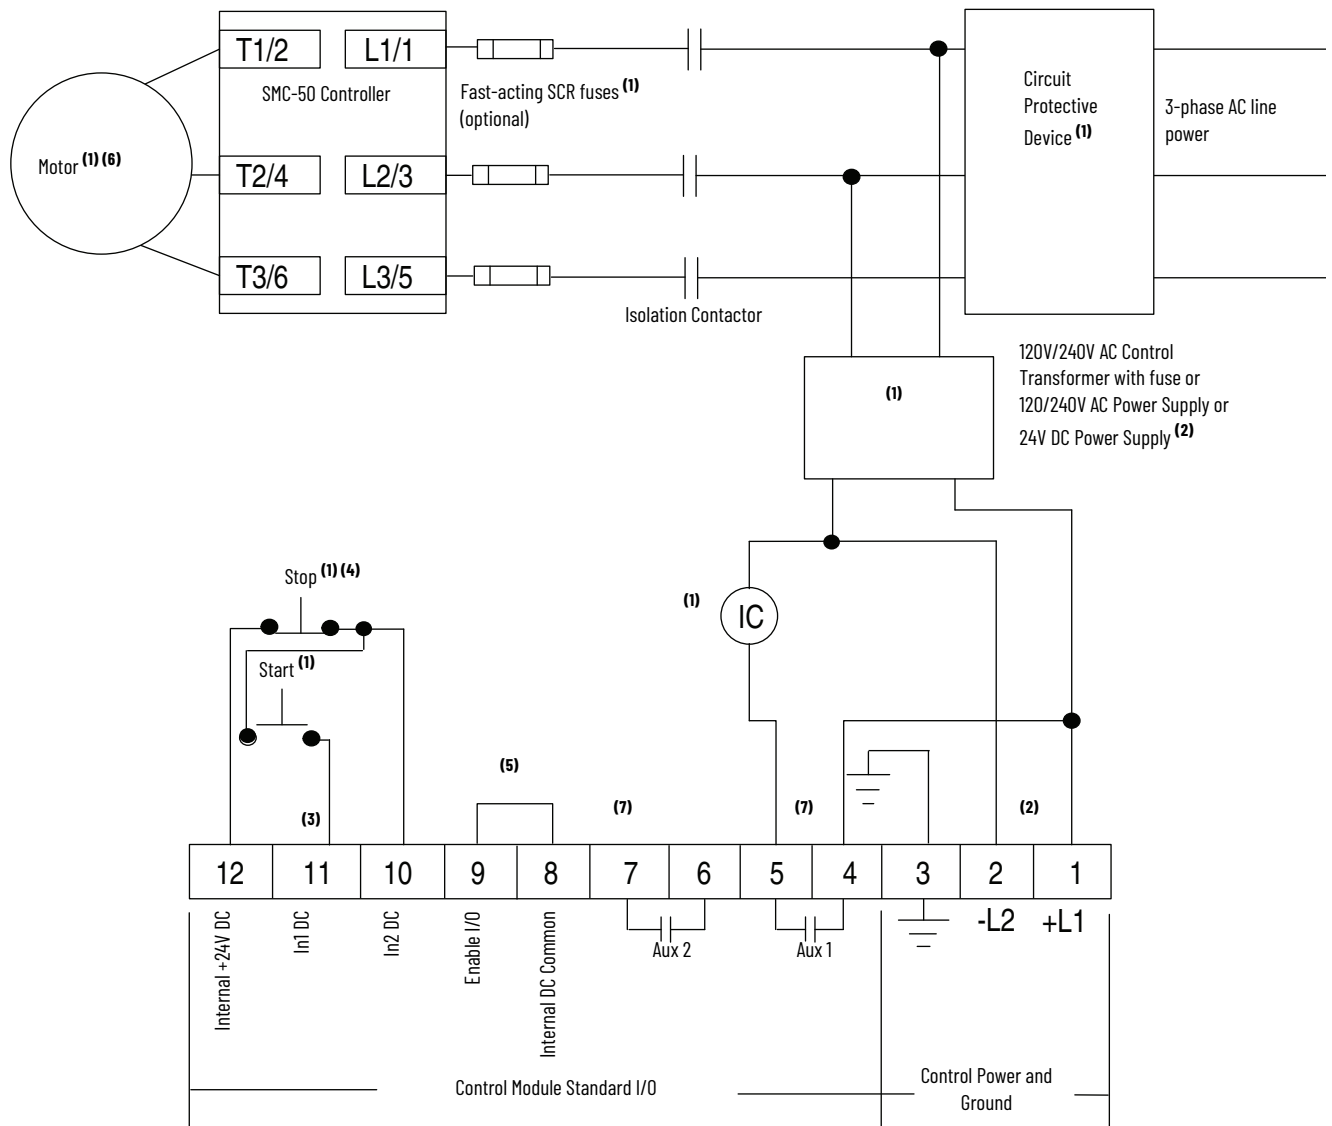 T1/2
L1/1
SMC-50 Controller
Fast-acting SCR fuses (1)
(optional)
Circuit
Protective
Device (1)
3-phase AC line
power
Motor (1) (6)
T2/4
L2/3
T3/6
L3/5
Isolation Contactor
120V/240V AC Control
Transformer with fuse or
120/240V AC Power Supply or
24V DC Power Supply (2)
(1)
Stop (1) (4)
(1)
IC
Start (1)
(5)
(3)
(7)
(7)
(2)
12
11
10
9
8
7
6
5
4
3
2
1
Internal +24V DC
In1 DC
In2 DC
Enable I/O
Internal DC Common
Aux 2
Aux 1
-L2
+L1
Control Module Standard I/O
Control Power and
Ground